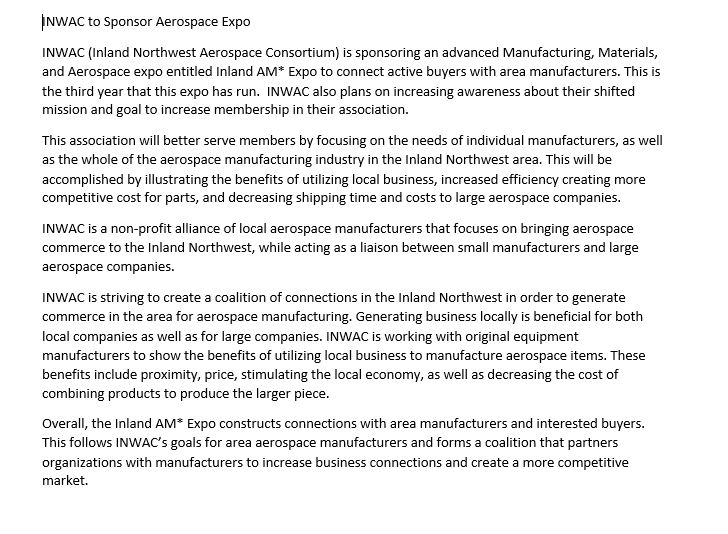 INWAC to Sponsor Aerospace Expo
INWAC (Inland Northwest Aerospace Consortium) is sponsoring an advanced Manufacturing, Materials,
and Aerospace expo entitled Inland AM* Expo to connect active buyers with area manufacturers. This is
the third year that this expo has run.  INWAC also plans on increasing awareness about their shifted
mission and goal to increase membership in their association.
This association will better serve members by focusing on the needs of individual manufacturers, as well
as the whole of the aerospace manufacturing industry in the Inland Northwest area. This will be
accomplished by illustrating the benefits of utilizing local business, increased efficiency creating more
competitive cost for parts, and decreasing shipping time and costs to large aerospace companies.
INWAC is a non-profit alliance of local aerospace manufacturers that focuses on bringing aerospace
commerce to the Inland Northwest, while acting as a liaison between small manufacturers and large
aerospace companies.
INWAC is striving to create a coalition of connections in the Inland Northwest in order to generate
commerce in the area for aerospace manufacturing. Generating business locally is beneficial for both
local companies as well as for large companies. INWAC is working with original equipment
manufacturers to show the benefits of utilizing local business to manufacture aerospace items. These
benefits include proximity, price, stimulating the local economy, as well as decreasing the cost of
combining products to produce the larger piece.
Overall, the Inland AM* Expo constructs connections with area manufacturers and interested buyers.
This follows INWAC’s goals for area aerospace manufacturers and forms a coalition that partners
organizations with manufacturers to increase business connections and create a more competitive
market.